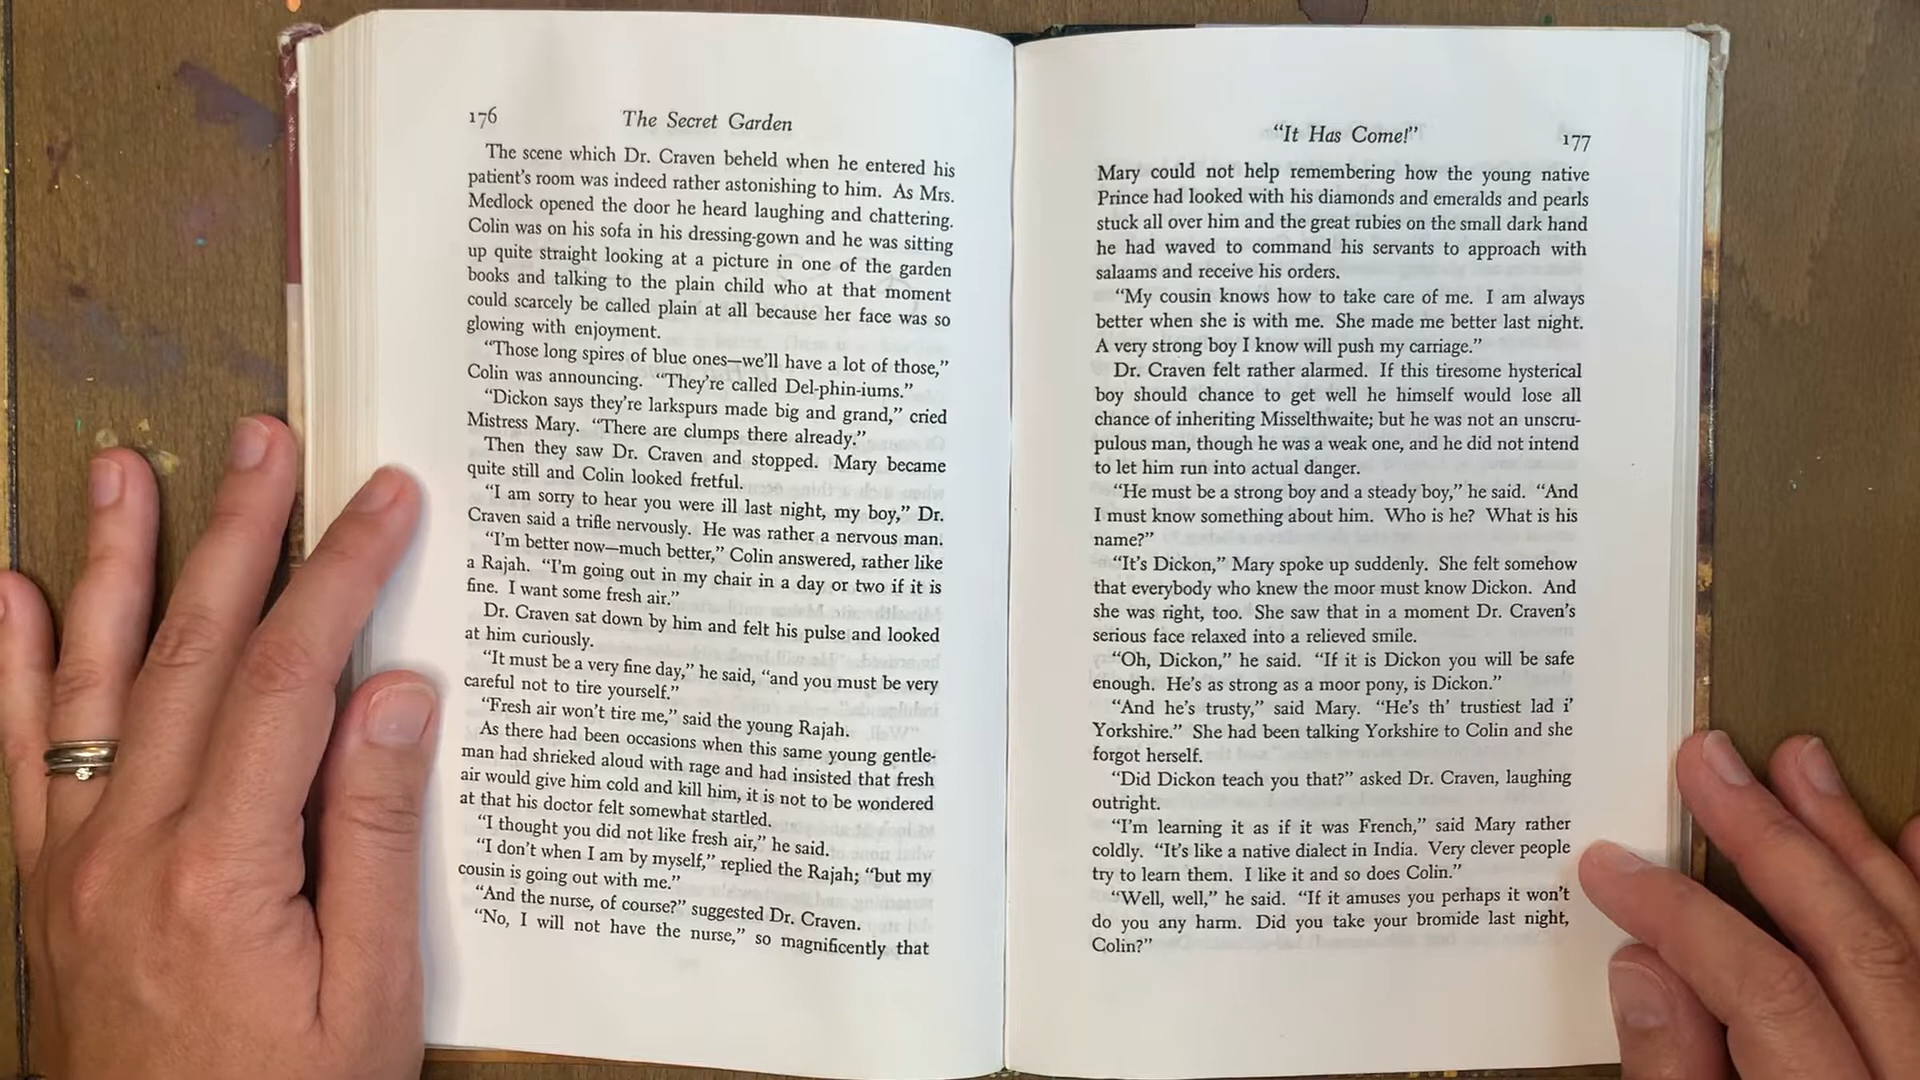 176
The Secret Garden
The scene which Dr. Craven beheld when he entered his
patient's room was indeed rather astonishing to him. As Mrs.
Medlock opened the door he heard laughing and chattering.
Colin was on his sofa in his dressing-gown and he was sitting
up quite straight looking at a picture in one of the garden
books and talking to the plain child who at that moment
could scarcely be called plain at all because her face was so
glowing with enjoyment.
“Those long spires of blue ones—we'll have a lot of those,”
Colin was announcing. “They're called Del-phin-iums.”
“Dickon says they're larkspurs made big and grand,” cried
Mistress Mary. “There are clumps there already.”
Then they saw Dr. Craven and stopped. Mary became
quite still and Colin looked fretful.
“I am sorry to hear you were ill last night, my boy,” Dr.
Craven said a trifle nervously. He was rather a nervous man.
“I'm better now—much better,” Colin answered, rather like
a Rajah. “I'm going out in my chair in a day or two if it is
fine. I want some fresh air.”
Dr. Craven sat down by him and felt his pulse and looked
at him curiously.
“It must be a very fine day,” he said, “and you must be very
careful not to tire yourself.”
“Fresh air won't tire me,” said the young Rajah.
As there had been occasions when this same young gentle-
man had shrieked aloud with rage and had insisted that fresh
air would give him cold and kill him, it is not to be wondered
at that his doctor felt somewhat startled.
“I thought you did not like fresh air,” he said.
“I don't when I am by myself,” replied the Rajah; “but my
cousin is going out with me.”
“And the nurse, of course?” suggested Dr. Craven.
“No, I will not have the nurse,” so magnificently that
“It Has Come!”
177
Mary could not help remembering how the young native
Prince had looked with his diamonds and emeralds and pearls
stuck all over him and the great rubies on the small dark hand
he had waved to command his servants to approach with
salaams and receive his orders.
“My cousin knows how to take care of me. I am always
better when she is with me. She made me better last night.
A very strong boy I know will push my carriage.”
Dr. Craven felt rather alarmed. If this tiresome hysterical
boy should chance to get well he himself would lose all
chance of inheriting Misselthwaite; but he was not an unscru-
pulous man, though he was a weak one, and he did not intend
to let him run into actual danger.
“He must be a strong boy and a steady boy,” he said. “And
I must know something about him. Who is he? What is his
name?”
“It's Dickon,” Mary spoke up suddenly. She felt somehow
that everybody who knew the moor must know Dickon. And
she was right, too. She saw that in a moment Dr. Craven's
serious face relaxed into a relieved smile.
“Oh, Dickon,” he said. “If it is Dickon you will be safe
enough. He's as strong as a moor pony, is Dickon.”
“And he's trusty,” said Mary. “He's th' trustiest lad i'
Yorkshire.” She had been talking Yorkshire to Colin and she
forgot herself.
“Did Dickon teach you that?” asked Dr. Craven, laughing
outright.
“I'm learning it as if it was French,” said Mary rather
coldly. “It's like a native dialect in India. Very clever people
try to learn them. I like it and so does Colin.”
“Well, well,” he said. “If it amuses you perhaps it won't
do you any harm. Did you take your bromide last night,
Colin?”